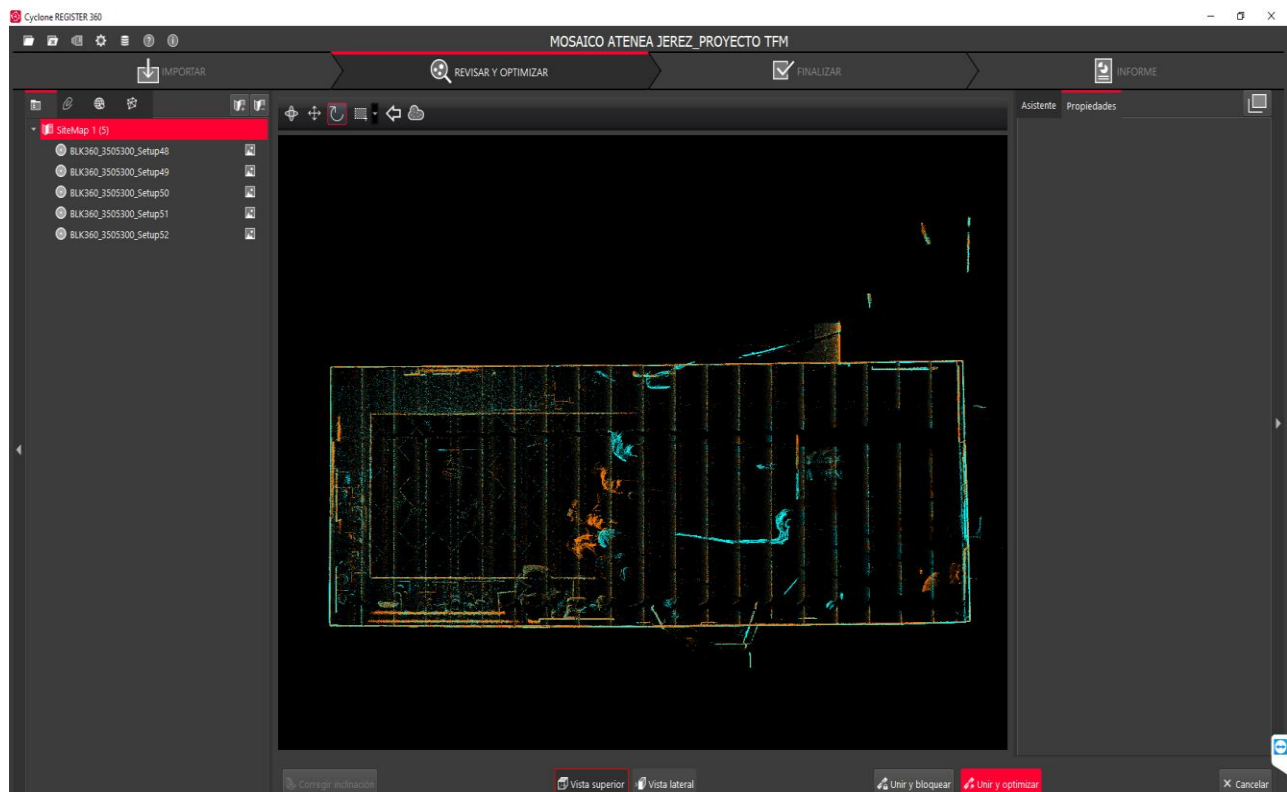 Cyclone REGISTER 360
MOSAICO ATENEA JEREZ_PROYECTO TFM
IMPORTAR
REVISAR Y OPTIMIZAR
FINALIZAR
INFORME
SiteMap 1 (5)
BLK360_3505300_Setup48
BLK360_3505300_Setup49
BLK360_3505300_Setup50
BLK360_3505300_Setup51
BLK360_3505300_Setup52
Asistente Propiedades
Corregir inclinación
Vista superior
Vista lateral
Unir y bloquear
Unir y optimizar
Cancelar